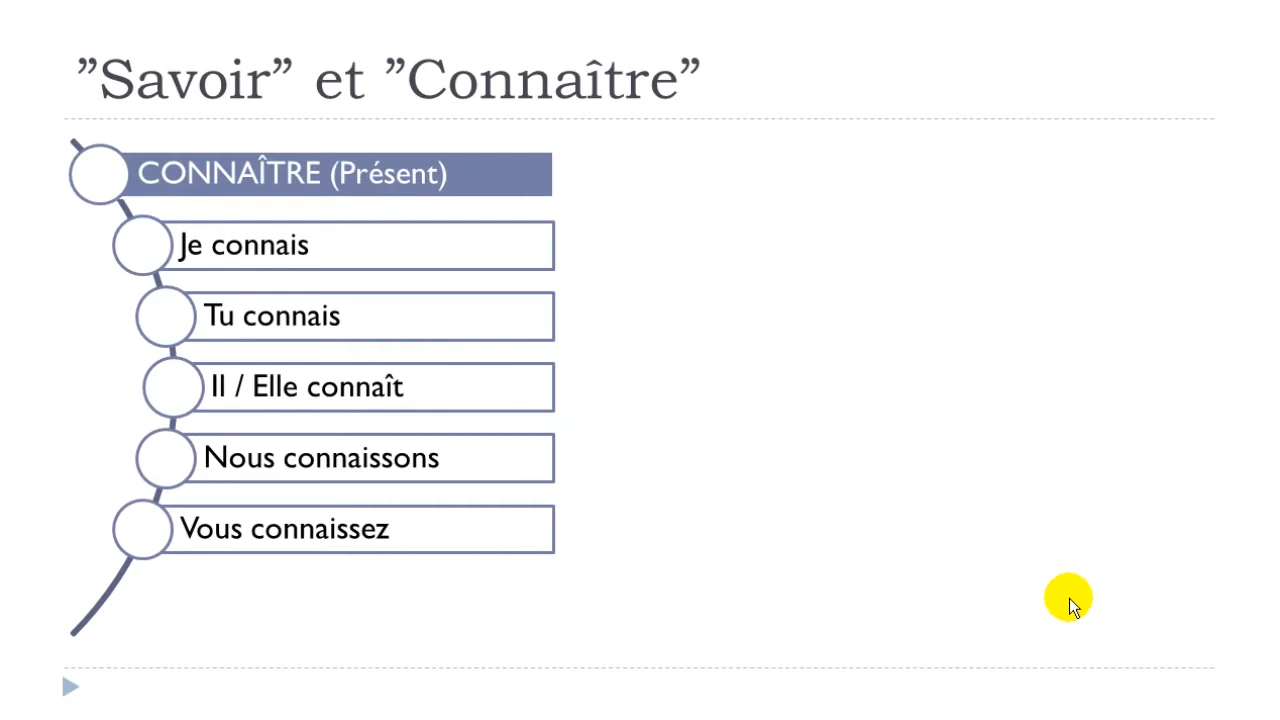 ”Savoir” et ”Connaître”
CONNAÎTRE (Présent)
Je connais
Tu connais
Il / Elle connaît
Nous connaissons
Vous connaissez